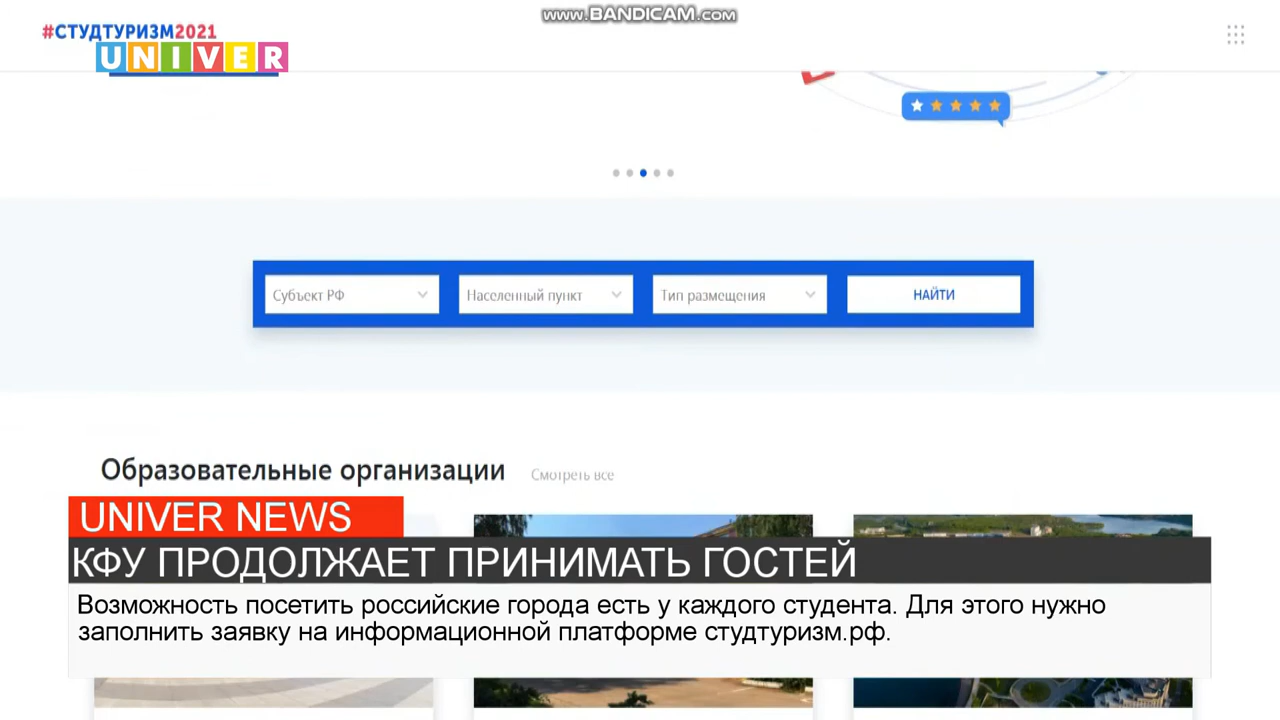 www.BANDICAM.com
#СТУДТУРИЗМ2021
UNIVER
Субъект РФ
Населенный пункт
Тип размещения
НАЙТИ
Образовательные организации
Смотреть все
UNIVER NEWS
КФУ ПРОДОЛЖАЕТ ПРИНИМАТЬ ГОСТЕЙ
Возможность посетить российские города есть у каждого студента. Для этого нужно
заполнить заявку на информационной платформе студтуризм.рф.